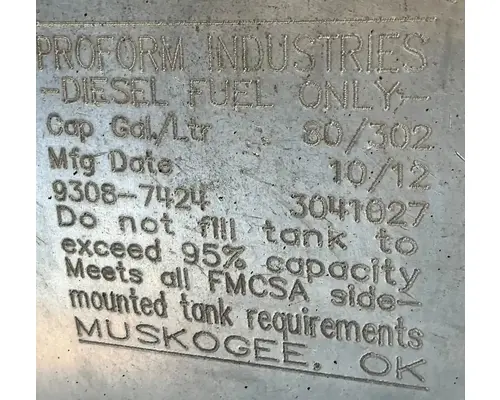 PROFORM INDUSTRIES
-DIESEL FUEL ONLY-
Cap Gal/Ltr 80/302
Mfg Date 10/12
9308-7424 3041027
Do not fill tank to
exceed 95% capacity
Meets all FMCSA side-
mounted tank requirements
MUSKOGEE, OK